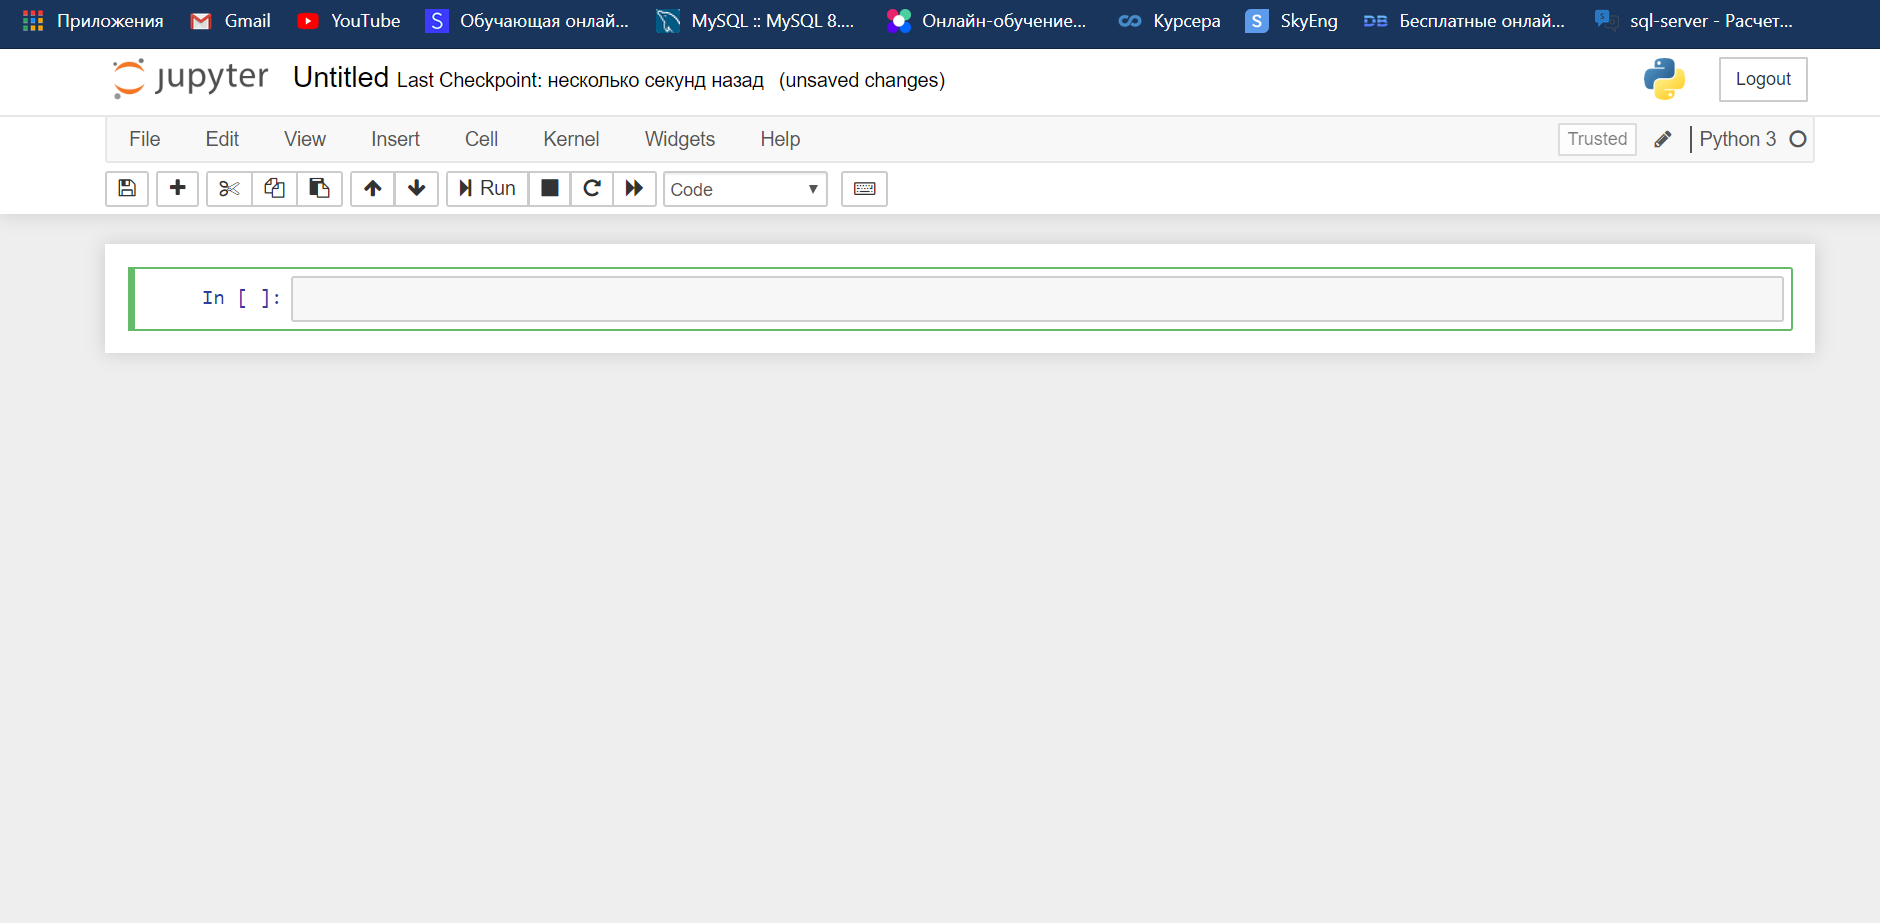 Приложения Gmail YouTube S Обучающая онлай... MySQL :: MySQL 8.... Онлайн-обучение... Курсера S SkyEng DB Бесплатные онлай... sql-server - Расчет...
jupyter Untitled Last Checkpoint: несколько секунд назад (unsaved changes) Logout
File Edit View Insert Cell Kernel Widgets Help Trusted Python 3
Run Code
In [ ]: